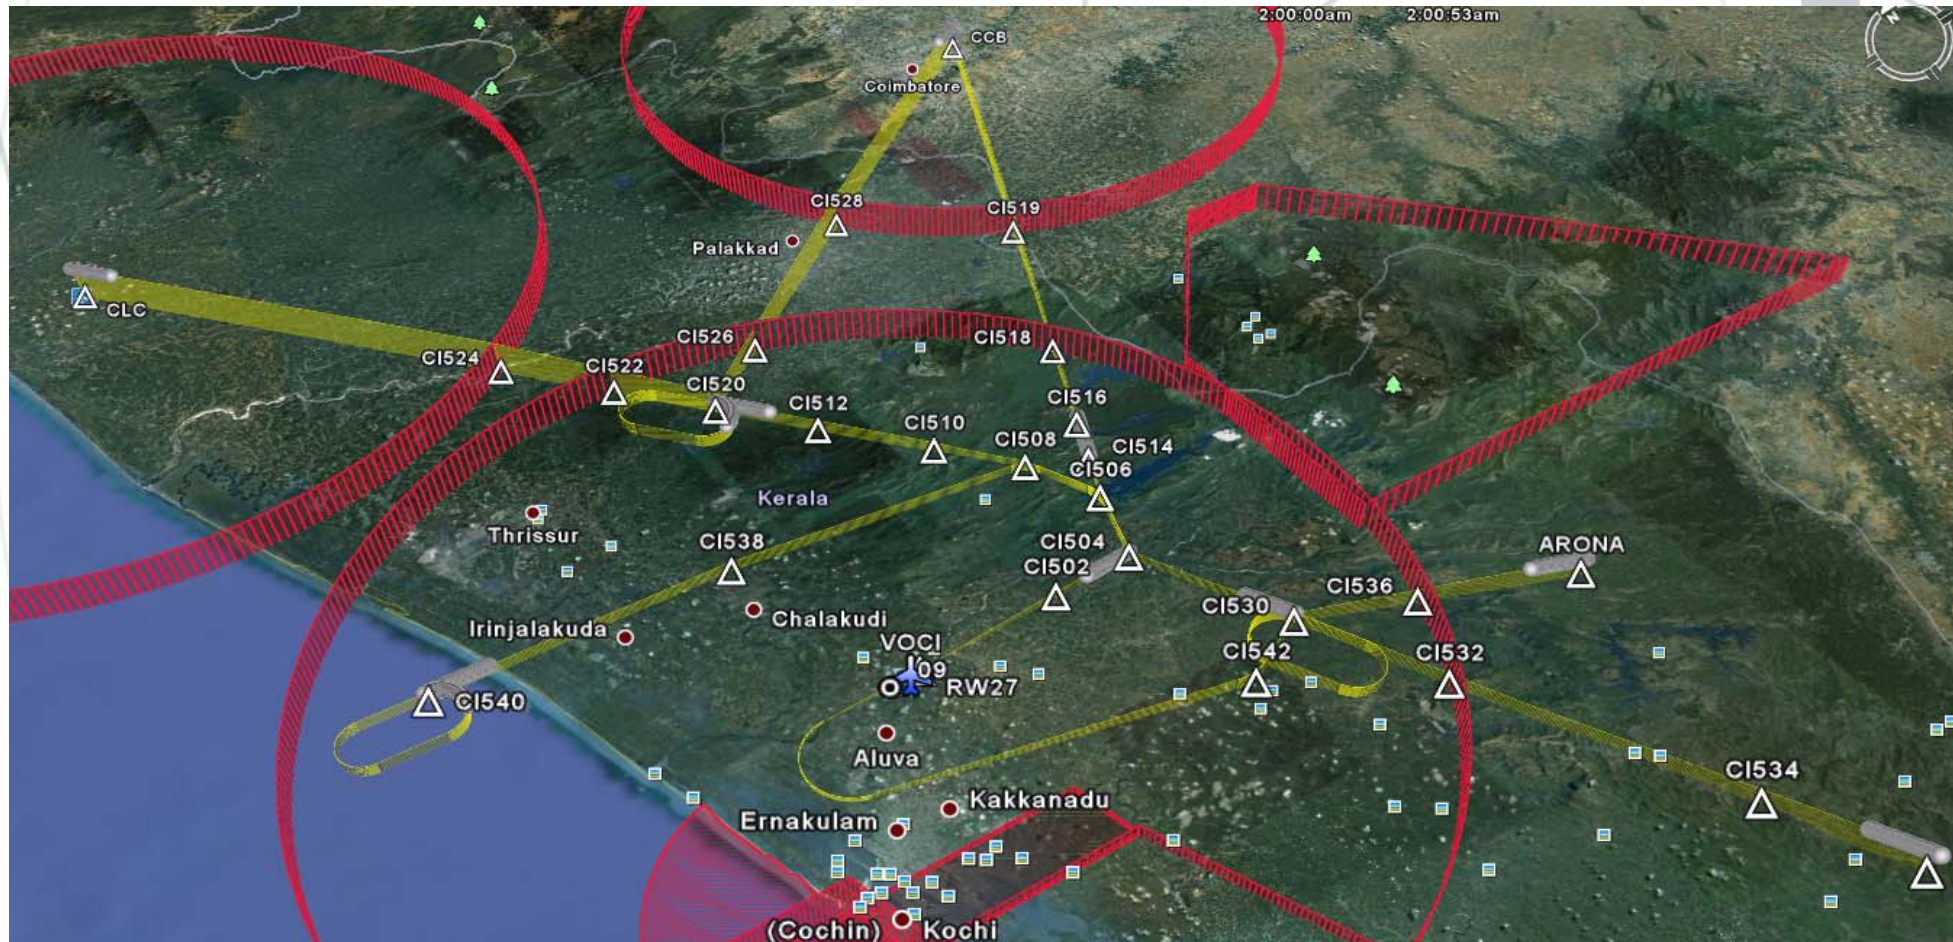 2:00:00am 2:00:53am
N
CCB
Coimbatore
CI528
CI519
Palakkad
CLC
CI526
CI518
CI524
CI522
CI520
CI512
CI516
CI510
CI508
CI514
CI506
Kerala
Thrissur
CI538
CI504
CI502
ARONA
CI536
CI530
Chalakudi
Irinjalakuda
VOCI
09
RW27
CI542
CI532
CI540
Aluva
CI534
Kakkanadu
Ernakulam
(Cochin) Kochi